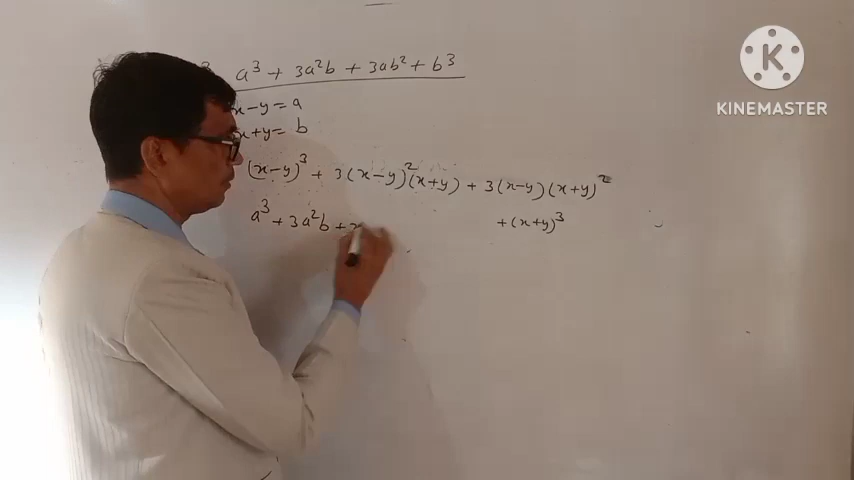 a³ + 3a²b + 3ab² + b³
x-y = a
x+y = b
(x-y)³ + 3(x-y)²(x+y) + 3(x-y)(x+y)²
+(x+y)³
a³ + 3a²b +
KINEMASTER